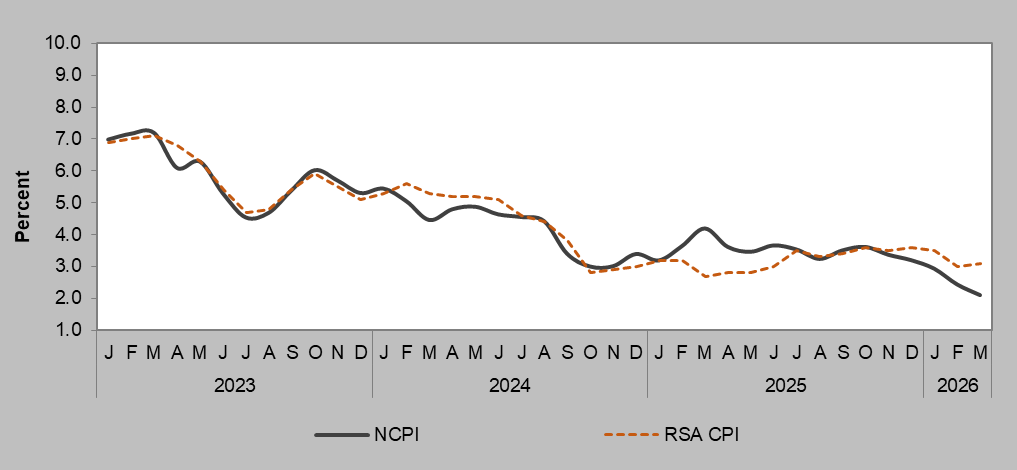 10.0
9.0
8.0
7.0
6.0
5.0
4.0
3.0
2.0
1.0
Percent
J F M A M J J A S O N D J F M A M J J A S O N D J F M A M J J A S O N D J F M
2023 2024 2025 2026
NCPI RSA CPI